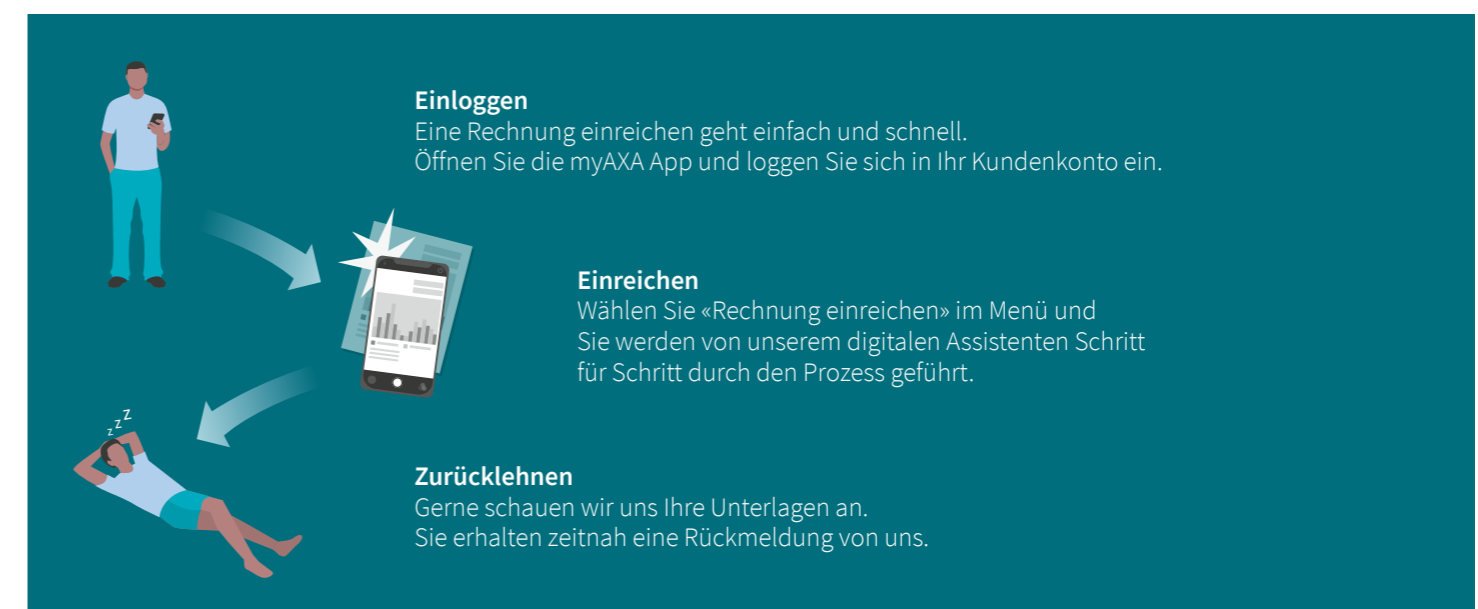 Einloggen
Eine Rechnung einreichen geht einfach und schnell.
Öffnen Sie die myAXA App und loggen Sie sich in Ihr Kundenkonto ein.
Einreichen
Wählen Sie «Rechnung einreichen» im Menü und
Sie werden von unserem digitalen Assistenten Schritt
für Schritt durch den Prozess geführt.
z z z
Zurücklehnen
Gerne schauen wir uns Ihre Unterlagen an.
Sie erhalten zeitnah eine Rückmeldung von uns.